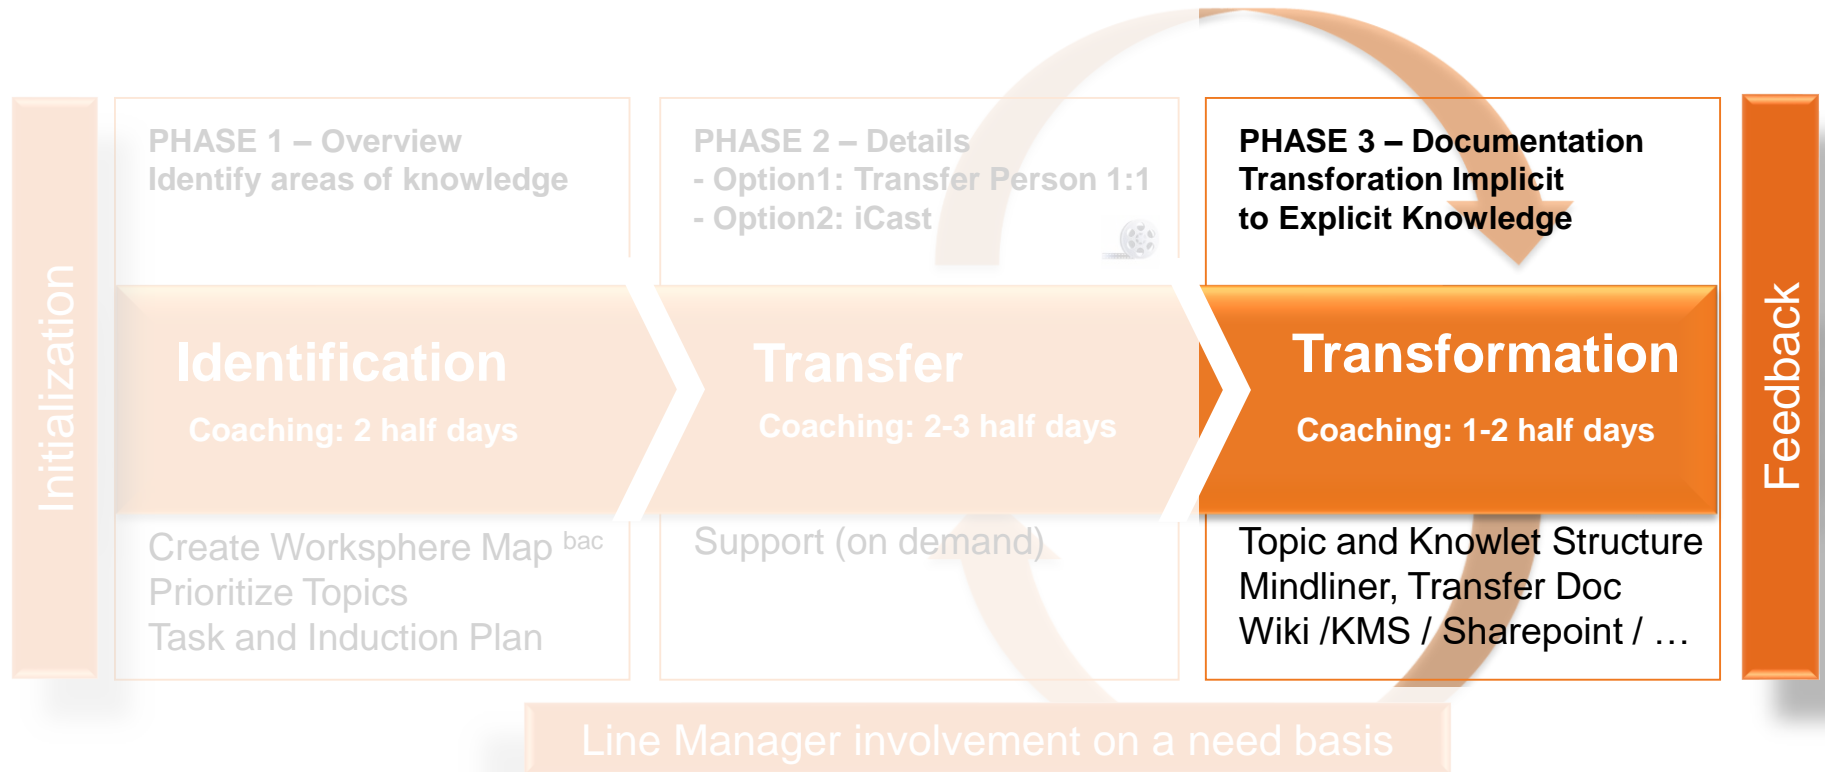 Initialization
PHASE 1 – Overview
Identify areas of knowledge
Identification
Coaching: 2 half days
Create Worksphere Map bac
Prioritize Topics
Task and Induction Plan
PHASE 2 – Details
- Option1: Transfer Person 1:1
- Option2: iCast
Transfer
Coaching: 2-3 half days
Support (on demand)
PHASE 3 – Documentation
Transforation Implicit
to Explicit Knowledge
Transformation
Coaching: 1-2 half days
Topic and Knowlet Structure
Mindliner, Transfer Doc
Wiki /KMS / Sharepoint / …
Feedback
Line Manager involvement on a need basis